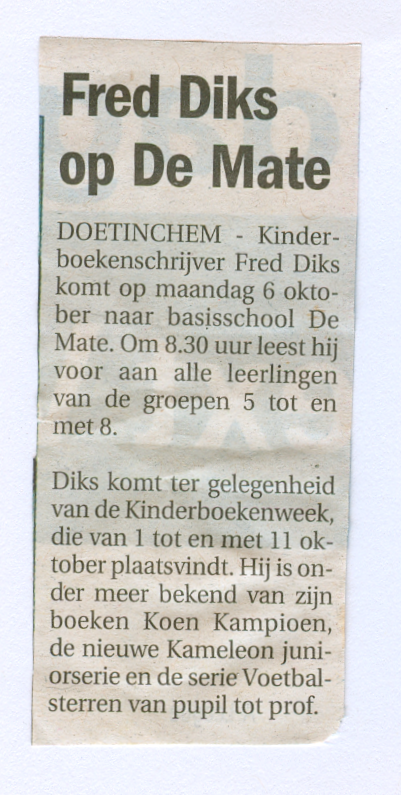 Fred Diks
op De Mate
DOETINCHEM - Kinder-
boekenschrijver Fred Diks
komt op maandag 6 okto-
ber naar basisschool De
Mate. Om 8.30 uur leest hij
voor aan alle leerlingen
van de groepen 5 tot en
met 8.
Diks komt ter gelegenheid
van de Kinderboekenweek,
die van 1 tot en met 11 ok-
tober plaatsvindt. Hij is on-
der meer bekend van zijn
boeken Koen Kampioen,
de nieuwe Kameleon juni-
orserie en de serie Voetbal-
sterren van pupil tot prof.